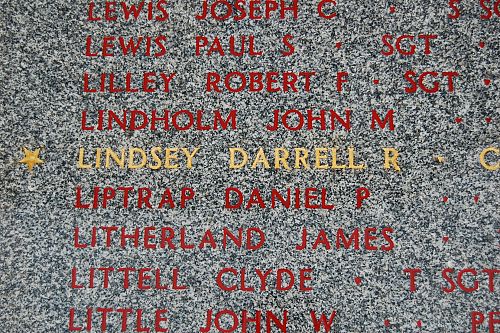 LEWIS JOSEPH C · S S
LEWIS PAUL S · SGT ·
LILLEY ROBERT F · SGT ·
LINDHOLM JOHN M · ·
★ LINDSEY DARRELL R · C
LIPTRAP DANIEL P · ·
LITHERLAND JAMES ·
LITTELL CLYDE · T SGT
LITTLE JOHN W ·